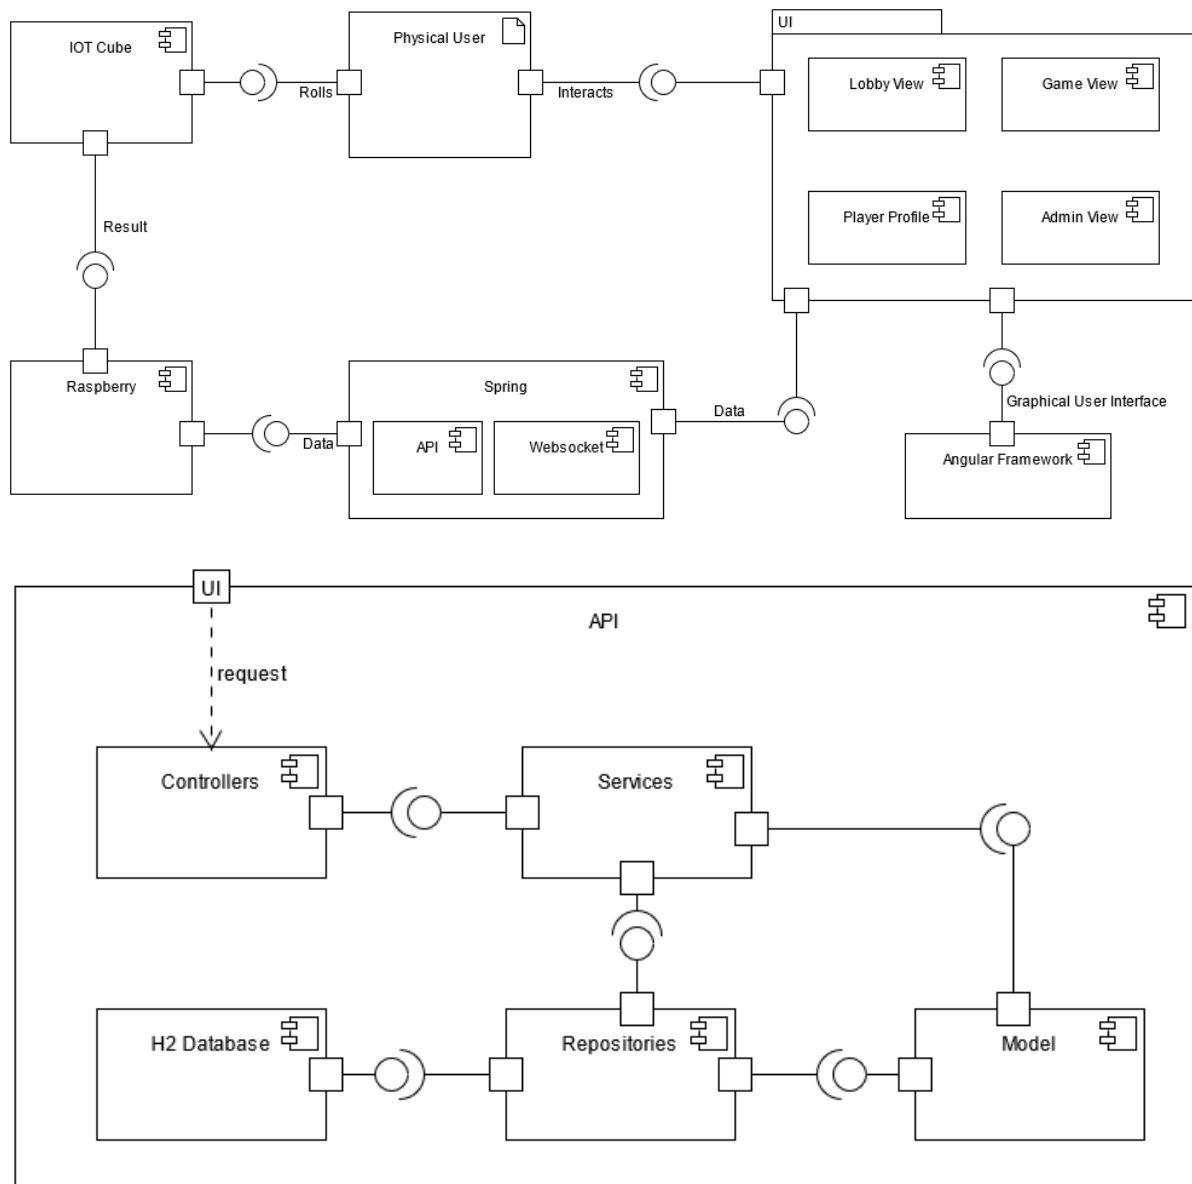 UI
IOT Cube
Physical User
Lobby View
Game View
Rolls
Interacts
Player Profile
Admin View
Result
Raspberry
Spring
Graphical User Interface
Data
Data
API
Websocket
Angular Framework
UI
API
request
Controllers
Services
H2 Database
Repositories
Model